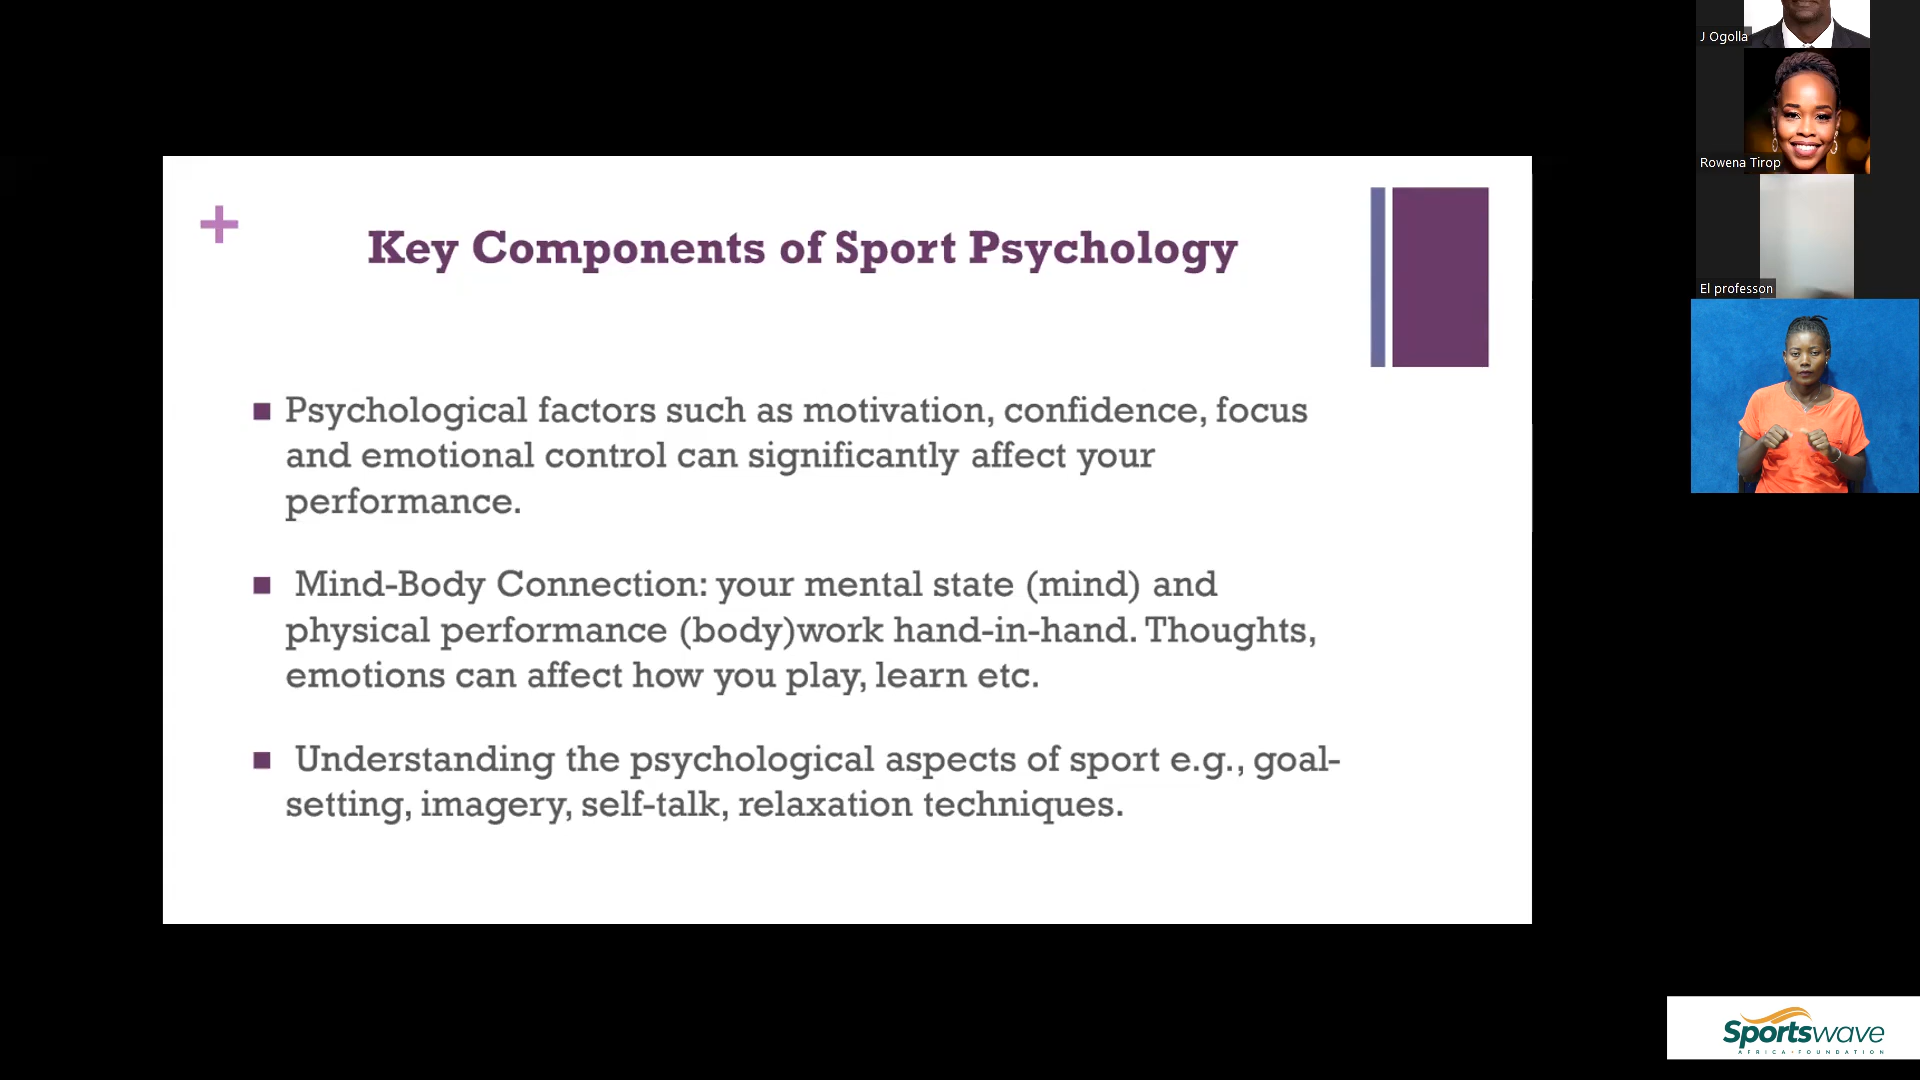 J Ogolla
Rowena Tirop
El professon
+
Key Components of Sport Psychology
Psychological factors such as motivation, confidence, focus
and emotional control can significantly affect your
performance.
Mind-Body Connection: your mental state (mind) and
physical performance (body)work hand-in-hand. Thoughts,
emotions can affect how you play, learn etc.
Understanding the psychological aspects of sport e.g., goal-
setting, imagery, self-talk, relaxation techniques.
Sportswave
AFRICA • FOUNDATION